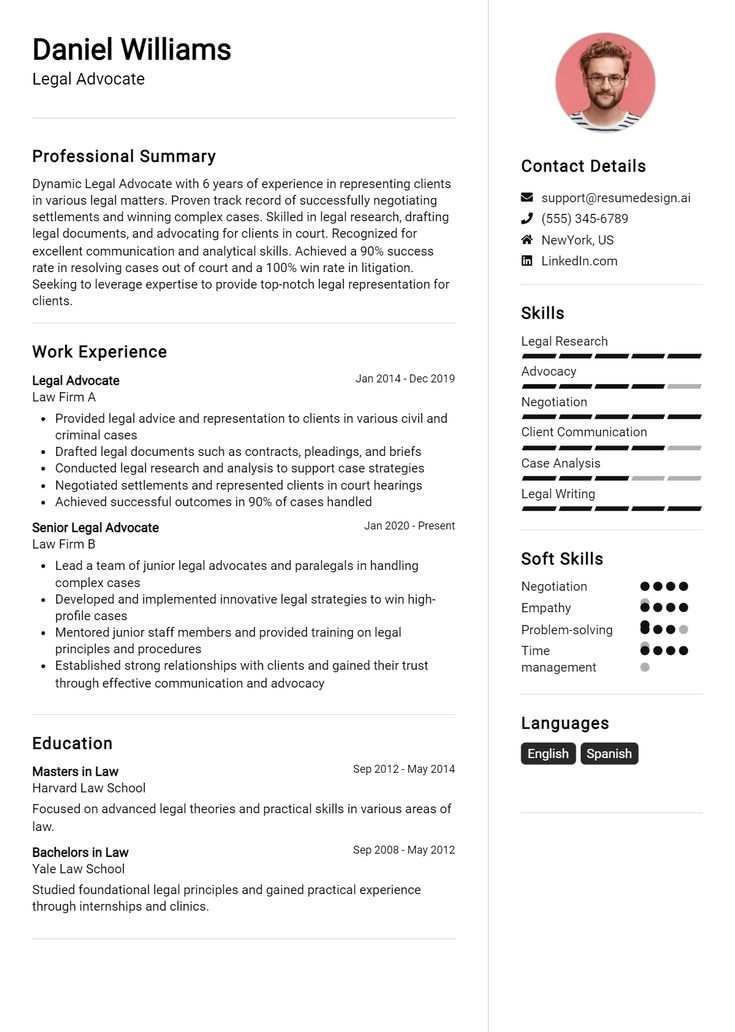 Daniel Williams
Legal Advocate
Professional Summary
Dynamic Legal Advocate with 6 years of experience in representing clients
in various legal matters. Proven track record of successfully negotiating
settlements and winning complex cases. Skilled in legal research, drafting
legal documents, and advocating for clients in court. Recognized for
excellent communication and analytical skills. Achieved a 90% success
rate in resolving cases out of court and a 100% win rate in litigation.
Seeking to leverage expertise to provide top-notch legal representation for
clients.
Work Experience
Legal Advocate Jan 2014 - Dec 2019
Law Firm A
• Provided legal advice and representation to clients in various civil and
criminal cases
• Drafted legal documents such as contracts, pleadings, and briefs
• Conducted legal research and analysis to support case strategies
• Negotiated settlements and represented clients in court hearings
• Achieved successful outcomes in 90% of cases handled
Senior Legal Advocate Jan 2020 - Present
Law Firm B
• Lead a team of junior legal advocates and paralegals in handling
complex cases
• Developed and implemented innovative legal strategies to win high-
profile cases
• Mentored junior staff members and provided training on legal
principles and procedures
• Established strong relationships with clients and gained their trust
through effective communication and advocacy
Education
Masters in Law Sep 2012 - May 2014
Harvard Law School
Focused on advanced legal theories and practical skills in various areas of
law.
Bachelors in Law Sep 2008 - May 2012
Yale Law School
Studied foundational legal principles and gained practical experience
through internships and clinics.
Contact Details
support@resumedesign.ai
(555) 345-6789
NewYork, US
LinkedIn.com
Skills
Legal Research
Advocacy
Negotiation
Client Communication
Case Analysis
Legal Writing
Soft Skills
Negotiation
Empathy
Problem-solving
Time
management
Languages
English Spanish